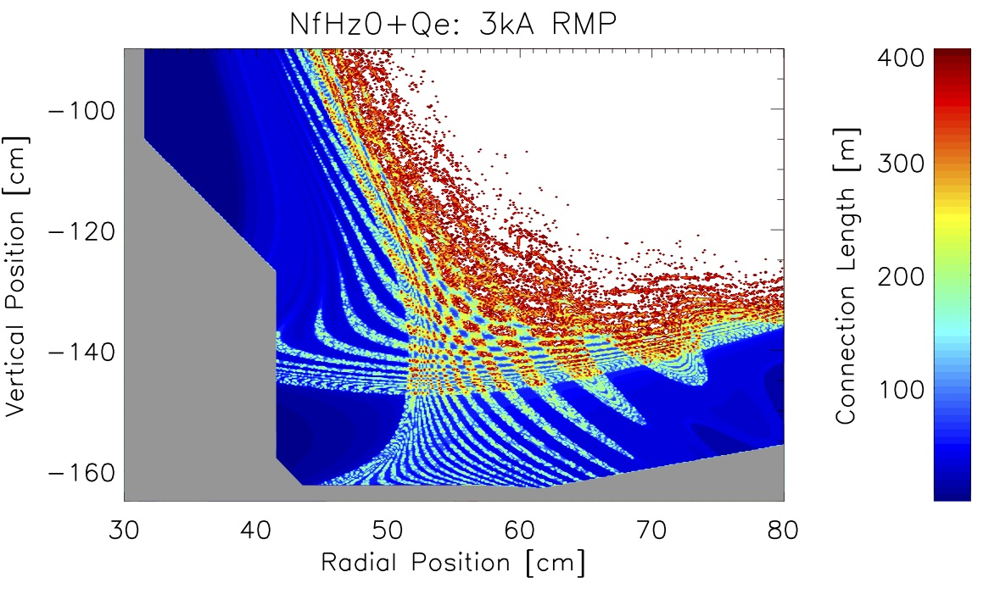 NfHz0+Qe: 3kA RMP
Vertical Position [cm]
-100
-120
-140
-160
30 40 50 60 70 80
Radial Position [cm]
Connection Length [m]
400
300
200
100